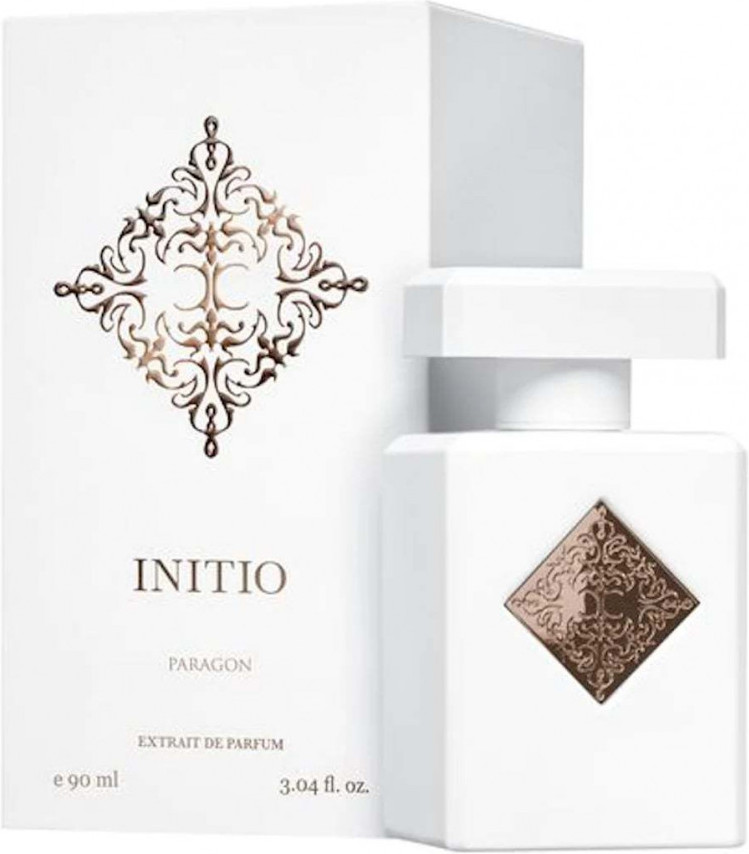 INITIO
PARAGON
EXTRAIT DE PARFUM
e 90 ml
3.04 fl. oz.